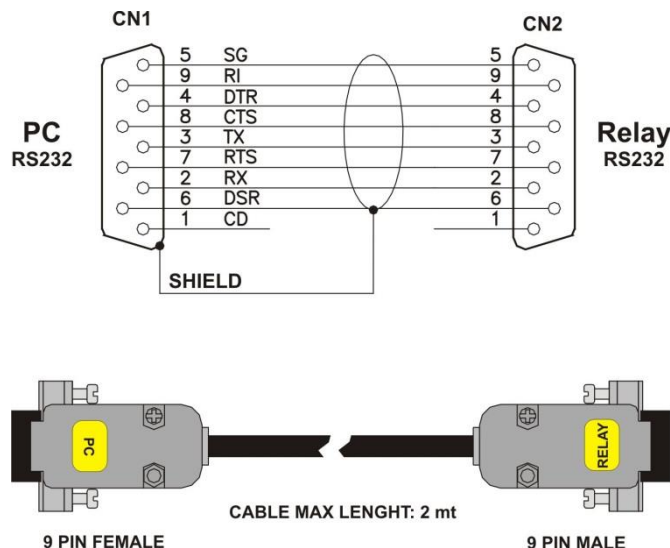 CN1
CN2
5 SG 5
9 RI 9
4 DTR 4
8 CTS 8
3 TX 3
7 RTS 7
2 RX 2
6 DSR 6
1 CD 1
PC
RS232
Relay
RS232
SHIELD
PC
RELAY
CABLE MAX LENGHT: 2 mt
9 PIN FEMALE
9 PIN MALE